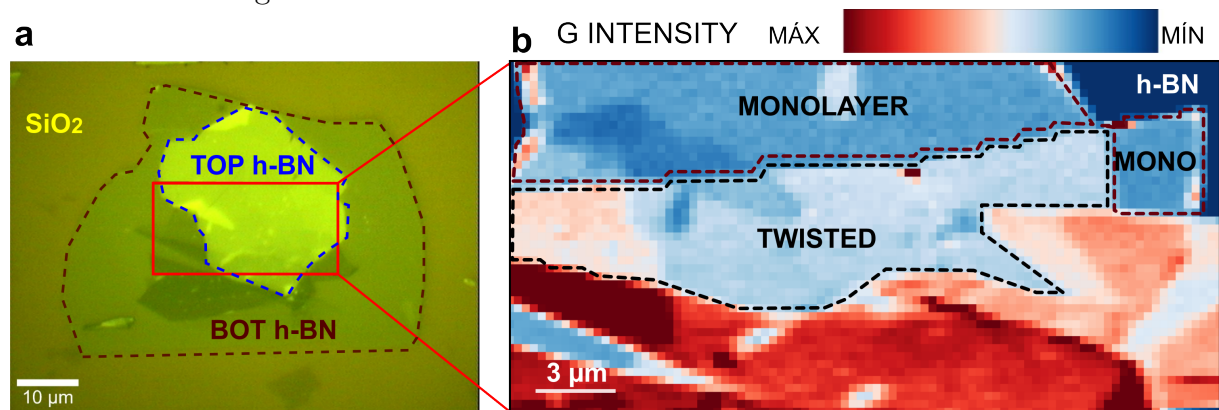 a
SiO2
TOP h-BN
BOT h-BN
10 μm
b G INTENSITY MÁX MÍN
h-BN
MONOLAYER
MONO
TWISTED
3 μm